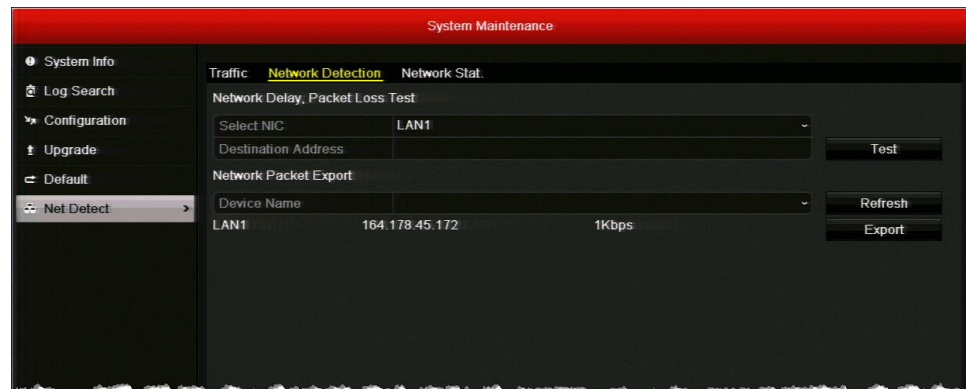 System Maintenance
System Info
Log Search
Configuration
Upgrade
Default
Net Detect
Traffic Network Detection Network Stat.
Network Delay, Packet Loss Test
Select NIC LAN1
Destination Address Test
Network Packet Export
Device Name Refresh
LAN1 164.178.45.172 1Kbps Export